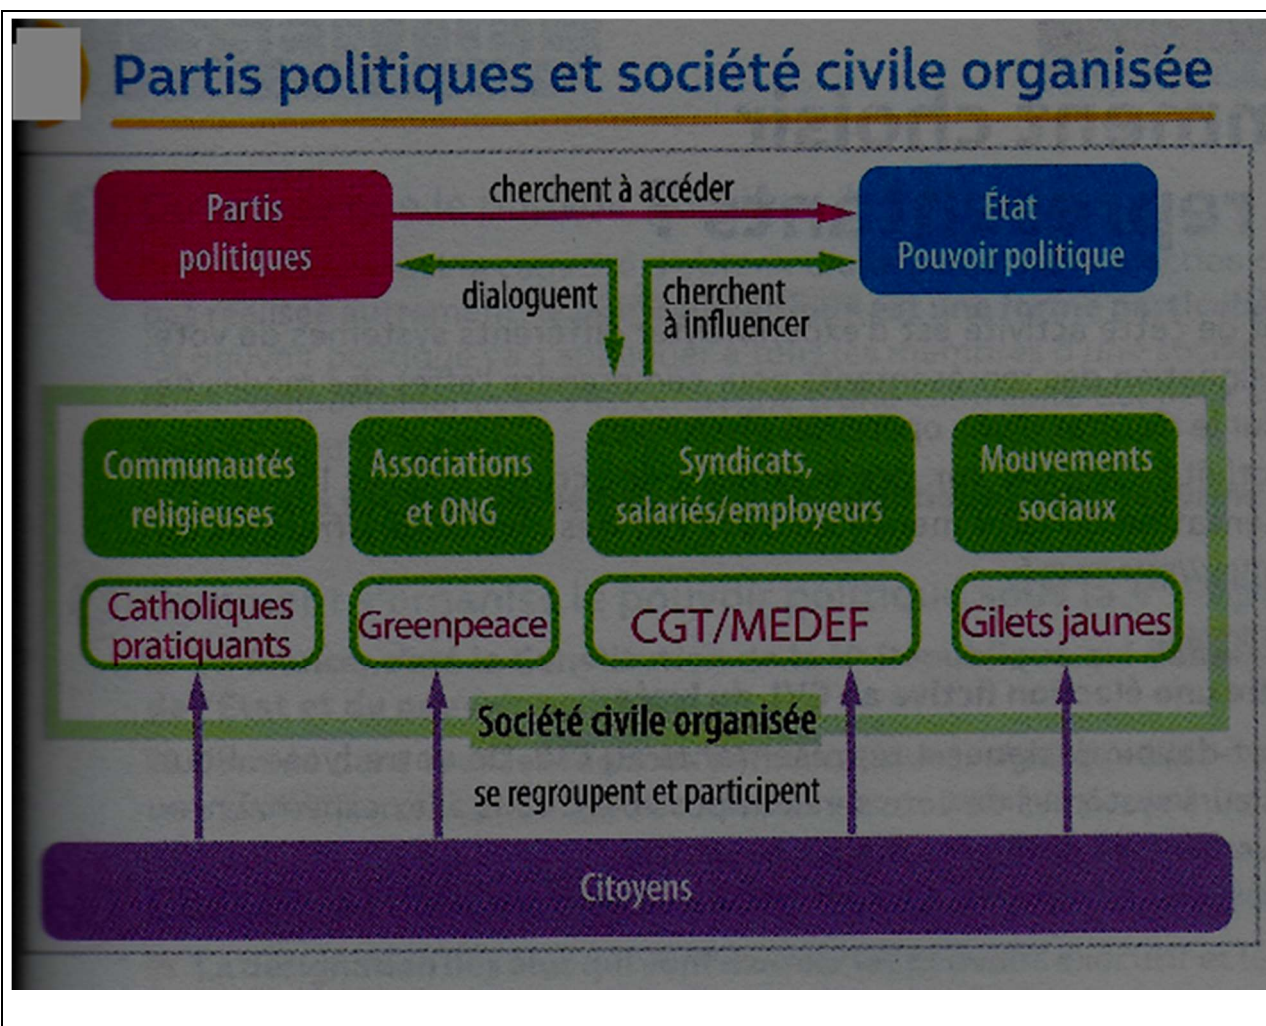 Partis politiques et société civile organisée
Partis
politiques
cherchent à accéder
État
Pouvoir politique
dialoguent
cherchent
à influencer
Communautés
religieuses
Associations
et ONG
Syndicats,
salariés/employeurs
Mouvements
sociaux
Catholiques
pratiquants
Greenpeace
CGT/MEDEF
Gilets jaunes
Société civile organisée
se regroupent et participent
Citoyens